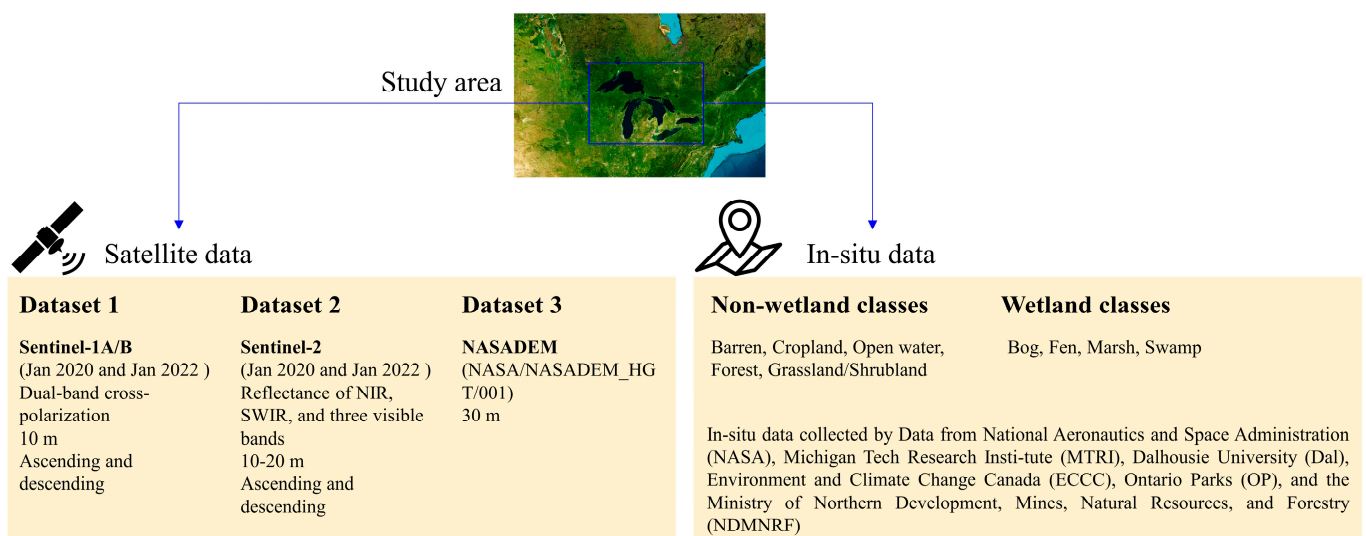 Study area
Satellite data
Dataset 1
Sentinel-1A/B
(Jan 2020 and Jan 2022 )
Dual-band cross-
polarization
10 m
Ascending and
descending
Dataset 2
Sentinel-2
(Jan 2020 and Jan 2022 )
Reflectance of NIR,
SWIR, and three visible
bands
10-20 m
Ascending and
descending
Dataset 3
NASADEM
(NASA/NASADEM_HG
T/001)
30 m
In-situ data
Non-wetland classes
Barren, Cropland, Open water,
Forest, Grassland/Shrubland
Wetland classes
Bog, Fen, Marsh, Swamp
In-situ data collected by Data from National Aeronautics and Space Administration
(NASA), Michigan Tech Research Insti-tute (MTRI), Dalhousie University (Dal),
Environment and Climate Change Canada (ECCC), Ontario Parks (OP), and the
Ministry of Northern Development, Mines, Natural Resources, and Forestry
(NDMNRF)